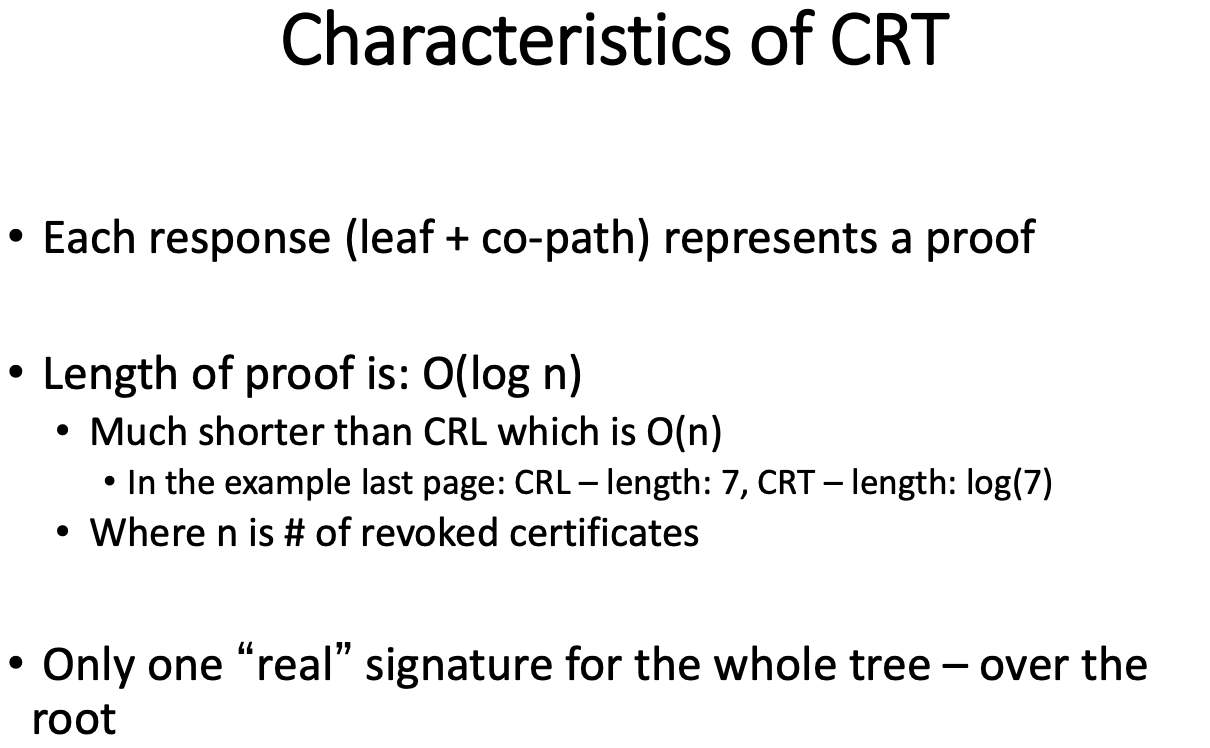 Characteristics of CRT
• Each response (leaf + co-path) represents a proof
• Length of proof is: O(log n)
• Much shorter than CRL which is O(n)
• In the example last page: CRL – length: 7, CRT – length: log(7)
• Where n is # of revoked certificates
• Only one “real” signature for the whole tree – over the
root